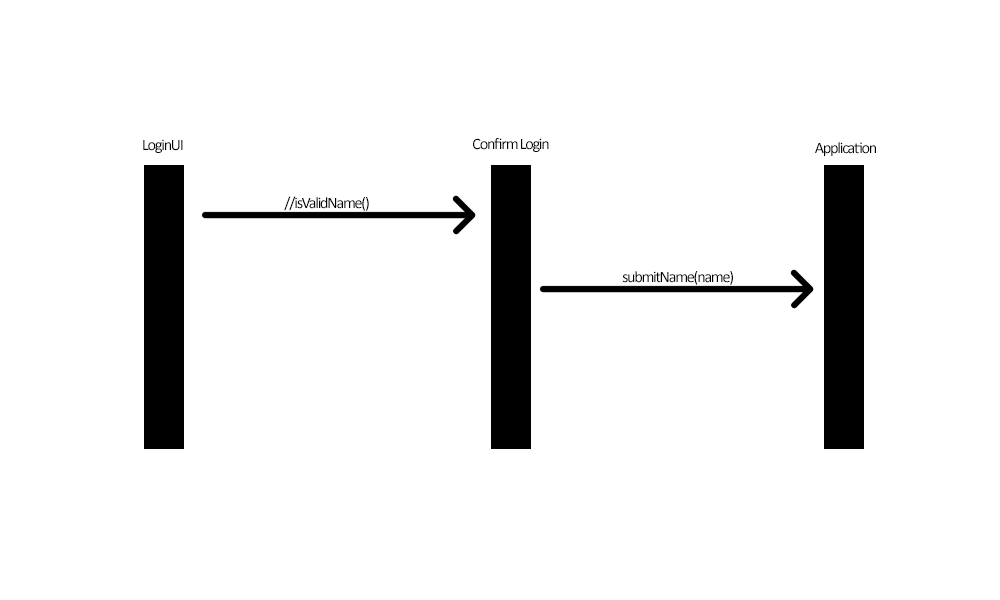 LoginUI
Confirm Login
Application
//isValidName()
submitName(name)